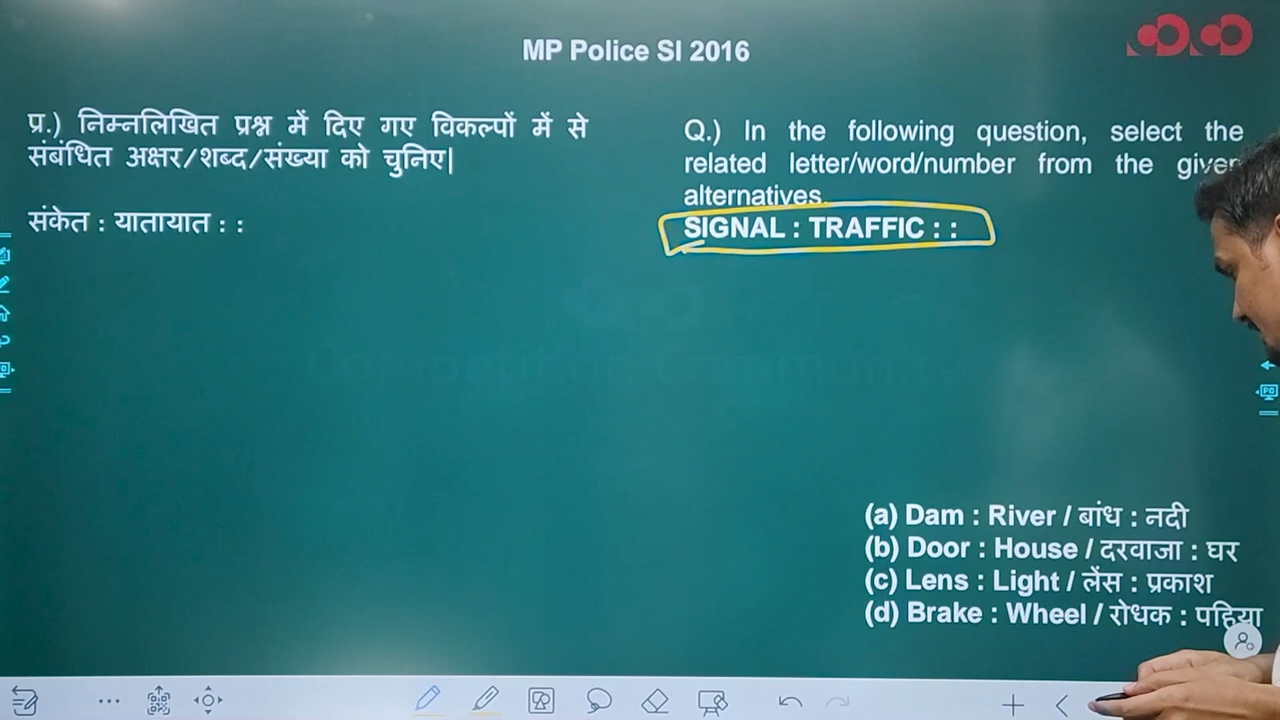 MP Police SI 2016
प्र.) निम्नलिखित प्रश्न में दिए गए विकल्पों में से
संबंधित अक्षर/शब्द/संख्या को चुनिए|
संकेत : यातायात : :
Q.) In the following question, select the
related letter/word/number from the given
alternatives.
SIGNAL : TRAFFIC : :
(a) Dam : River / बांध : नदी
(b) Door : House / दरवाजा : घर
(c) Lens : Light / लेंस : प्रकाश
(d) Brake : Wheel / रोधक : पहिया